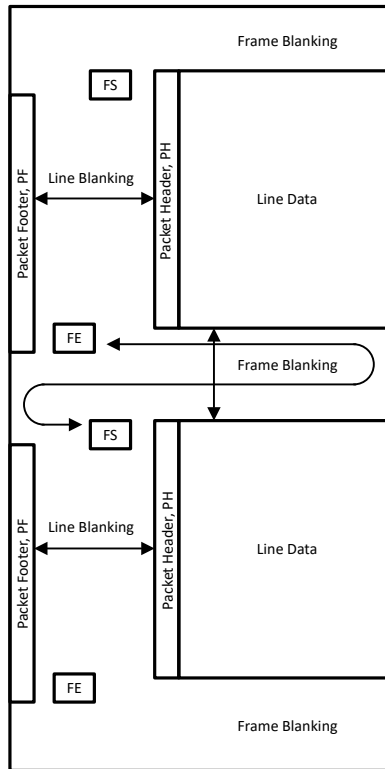 Frame Blanking
FS
Packet Footer, PF
Line Blanking
Packet Header, PH
Line Data
FE
Frame Blanking
FS
Packet Footer, PF
Line Blanking
Packet Header, PH
Line Data
FE
Frame Blanking